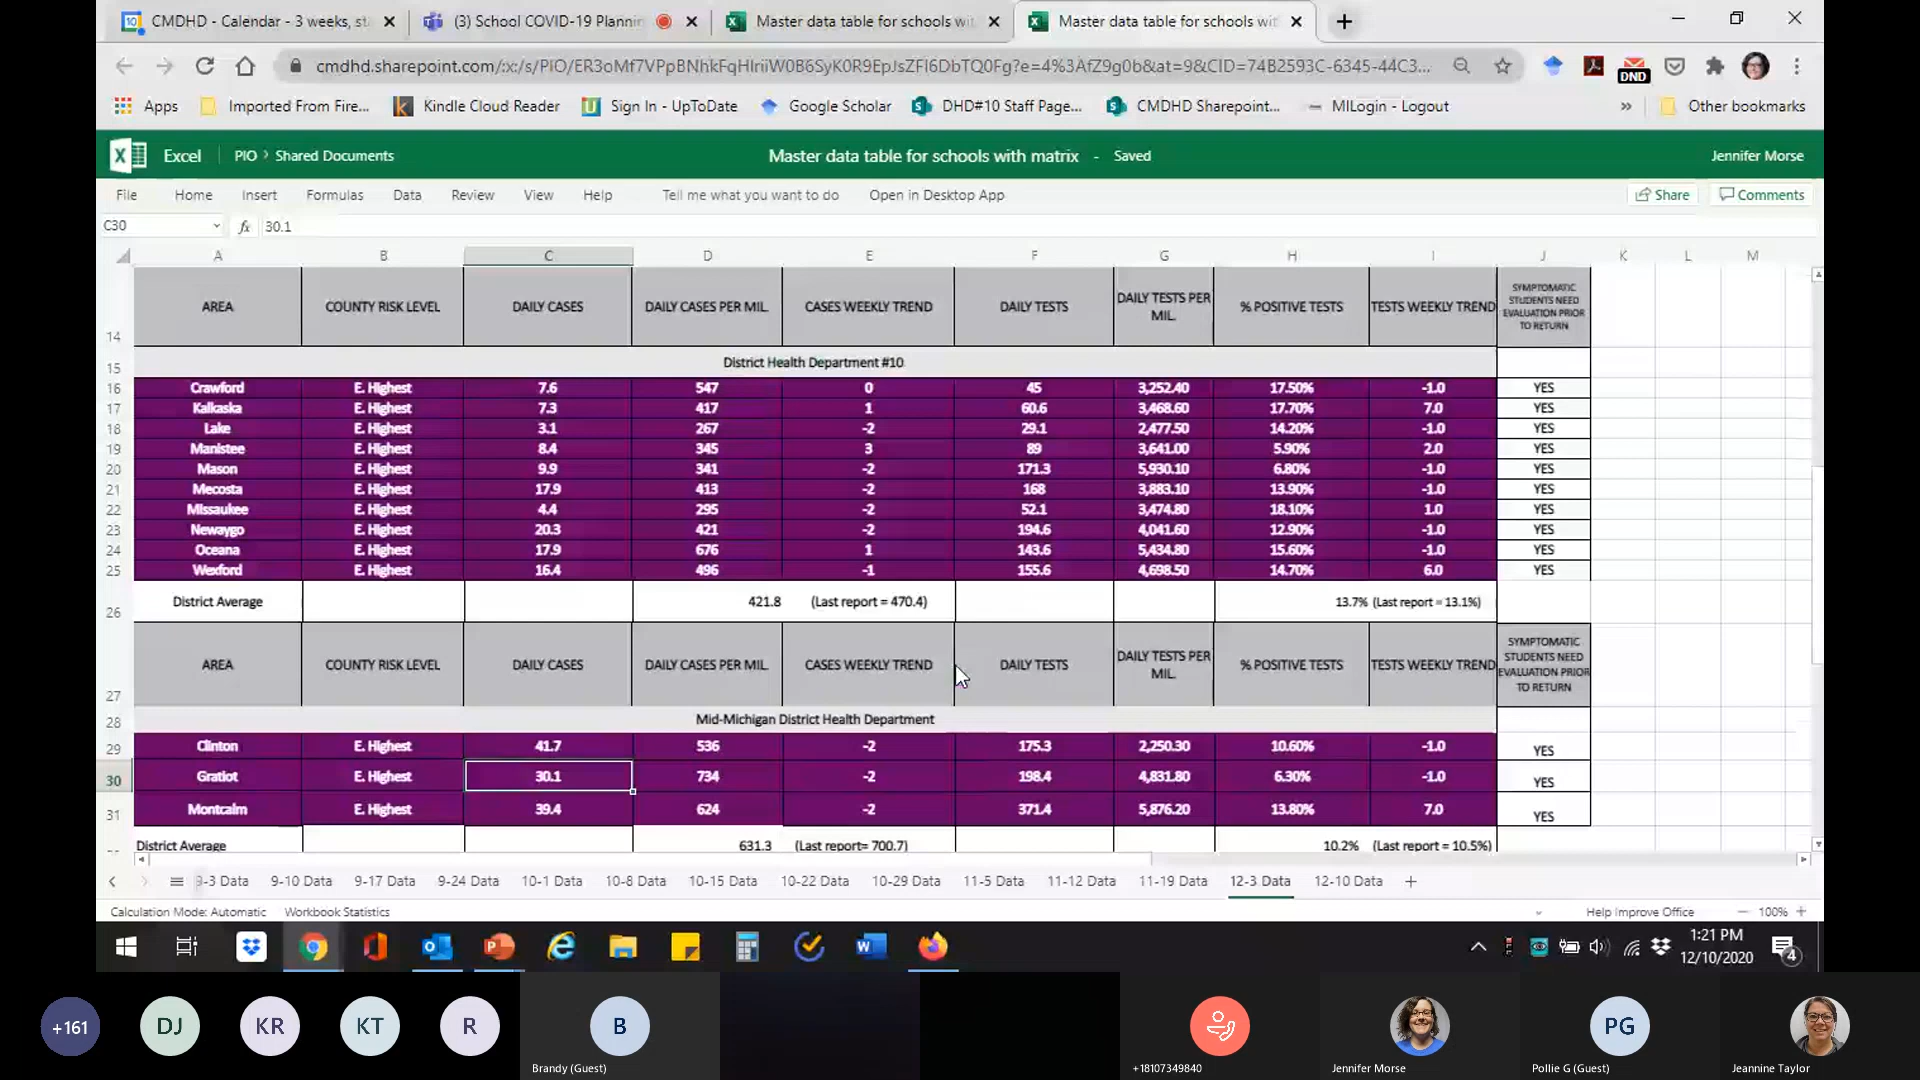 CMDHD - Calendar - 3 weeks, st
(3) School COVID-19 Plannin
Master data table for schools wit
Master data table for schools wit
cmdhd.sharepoint.com/:x:/s/PIO/ER3oMf7VPpBNhkFqHlriiW0B6SyK0R9EpJsZFl6DbTQ0Fg?e=4%3AfZ9g0b&at=9&CID=74B2593C-6345-44C3...
DND
Apps Imported From Fire... Kindle Cloud Reader Sign In - UpToDate Google Scholar DHD#10 Staff Page... CMDHD Sharepoint... MILogin - Logout » Other bookmarks
Excel PIO > Shared Documents Master data table for schools with matrix - Saved Jennifer Morse
File Home Insert Formulas Data Review View Help Tell me what you want to do Open in Desktop App Share Comments
C30 fx 30.1
A B C D E F G H I J K L M
14 AREA COUNTY RISK LEVEL DAILY CASES DAILY CASES PER MIL. CASES WEEKLY TREND DAILY TESTS DAILY TESTS PER MIL. % POSITIVE TESTS TESTS WEEKLY TREND SYMPTOMATIC STUDENTS NEED EVALUATION PRIOR TO RETURN
15 District Health Department #10
16 Crawford E. Highest 7.6 547 0 45 3,252.40 17.50% -1.0 YES
17 Kalkaska E. Highest 7.3 417 1 60.6 3,468.60 17.70% 7.0 YES
18 Lake E. Highest 3.1 267 -2 29.1 2,477.50 14.20% -1.0 YES
19 Manistee E. Highest 8.4 345 3 89 3,641.00 5.90% 2.0 YES
20 Mason E. Highest 9.9 341 -2 171.3 5,930.10 6.80% -1.0 YES
21 Mecosta E. Highest 17.9 413 -2 168 3,883.10 13.90% -1.0 YES
22 Missaukee E. Highest 4.4 295 -2 52.1 3,474.80 18.10% 1.0 YES
23 Newaygo E. Highest 20.3 421 -2 194.6 4,041.60 12.90% -1.0 YES
24 Oceana E. Highest 17.9 676 1 143.6 5,434.80 15.60% -1.0 YES
25 Wexford E. Highest 16.4 496 -1 155.6 4,698.50 14.70% 6.0 YES
26 District Average 421.8 (Last report = 470.4) 13.7% (Last report = 13.1%)
27 AREA COUNTY RISK LEVEL DAILY CASES DAILY CASES PER MIL. CASES WEEKLY TREND DAILY TESTS DAILY TESTS PER MIL. % POSITIVE TESTS TESTS WEEKLY TREND SYMPTOMATIC STUDENTS NEED EVALUATION PRIOR TO RETURN
28 Mid-Michigan District Health Department
29 Clinton E. Highest 41.7 536 -2 175.3 2,250.30 10.60% -1.0 YES
30 Gratiot E. Highest 30.1 734 -2 198.4 4,831.80 6.30% -1.0 YES
31 Montcalm E. Highest 39.4 624 -2 371.4 5,876.20 13.80% 7.0 YES
District Average 631.3 (Last report= 700.7) 10.2% (Last report = 10.5%)
9-3 Data 9-10 Data 9-17 Data 9-24 Data 10-1 Data 10-8 Data 10-15 Data 10-22 Data 10-29 Data 11-5 Data 11-12 Data 11-19 Data 12-3 Data 12-10 Data
Calculation Mode: Automatic Workbook Statistics Help Improve Office 100%
1:21 PM
12/10/2020
4
+161 DJ KR KT R B PG
Brandy (Guest) +18107349840 Jennifer Morse Pollie G (Guest) Jeannine Taylor